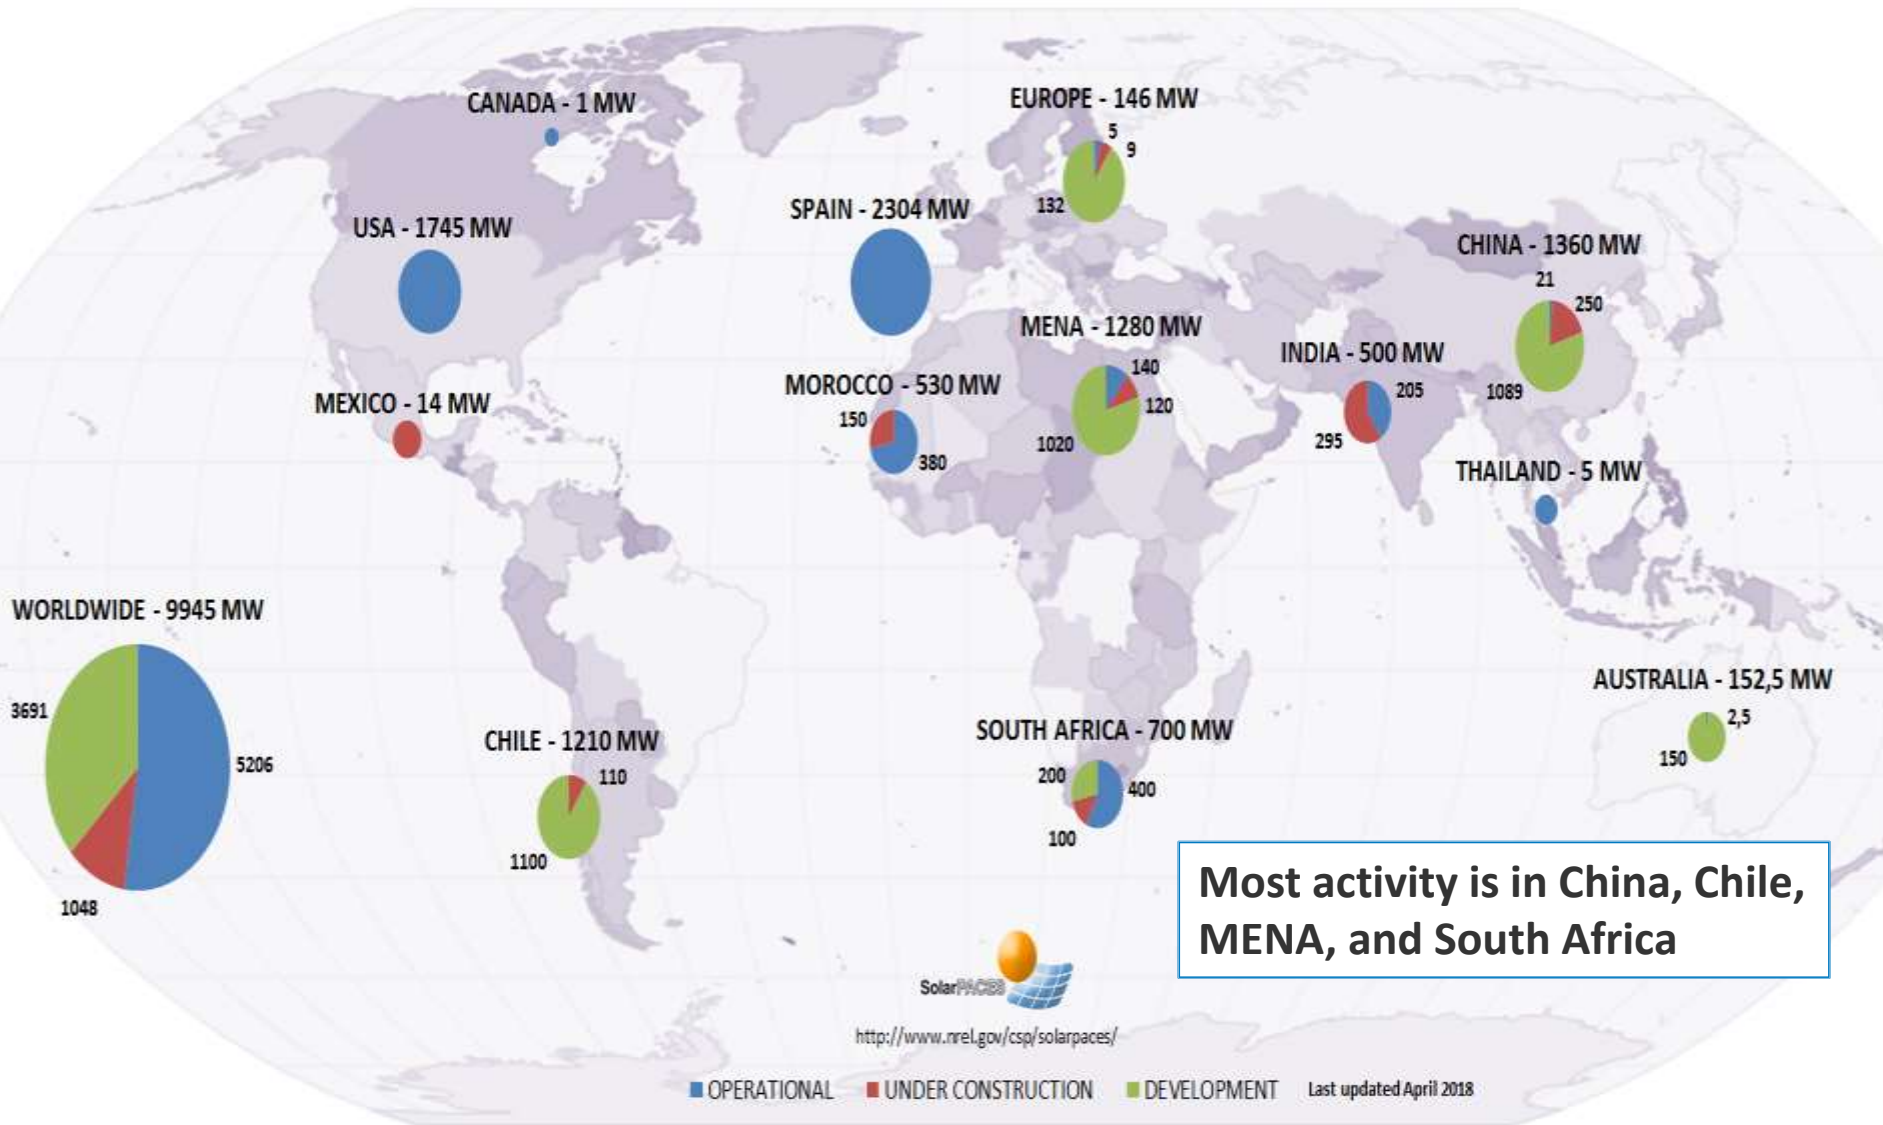 CANADA - 1 MW
EUROPE - 146 MW
5
9
132
USA - 1745 MW
SPAIN - 2304 MW
CHINA - 1360 MW
21
250
1089
MENA - 1280 MW
140
120
1020
INDIA - 500 MW
205
295
MOROCCO - 530 MW
150
380
MEXICO - 14 MW
THAILAND - 5 MW
WORLDWIDE - 9945 MW
3691
5206
1048
AUSTRALIA - 152,5 MW
2,5
150
CHILE - 1210 MW
110
1100
SOUTH AFRICA - 700 MW
200
400
100
Most activity is in China, Chile,
MENA, and South Africa
SolarPACES
http://www.nrel.gov/csp/solarpaces/
OPERATIONAL UNDER CONSTRUCTION DEVELOPMENT Last updated April 2018